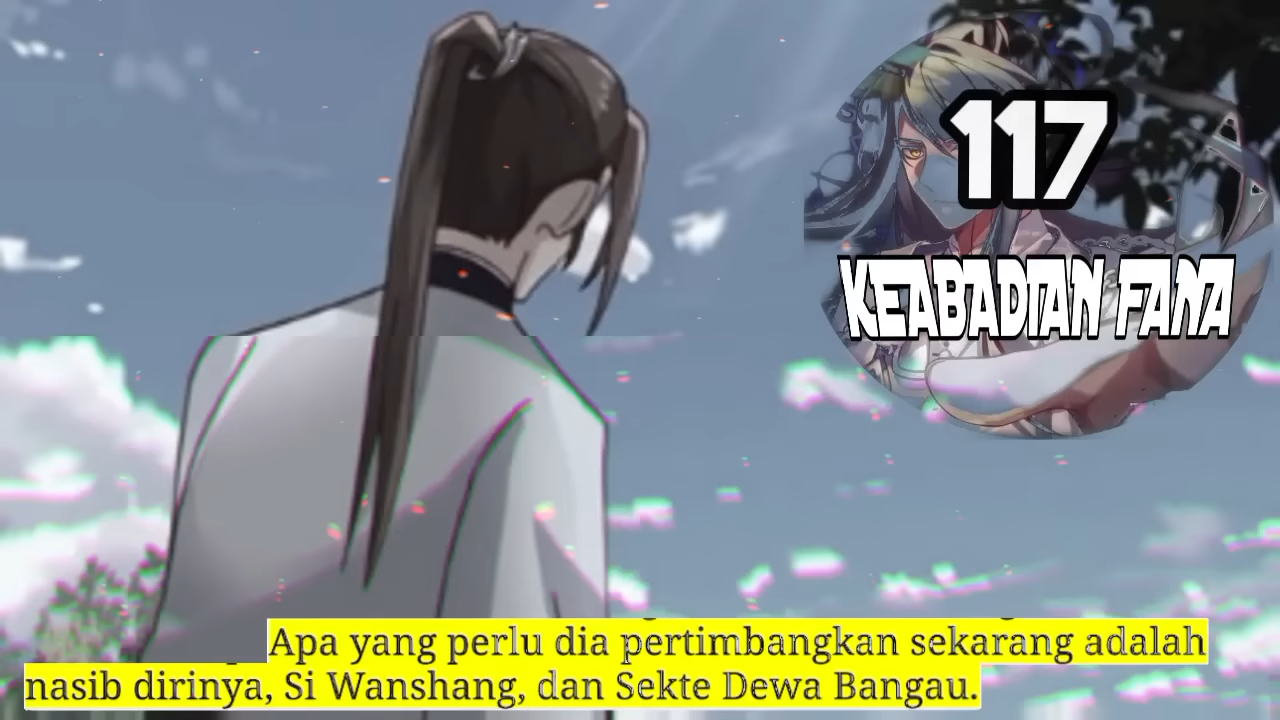 117
KEABADIAN FANA
Apa yang perlu dia pertimbangkan sekarang adalah
nasib dirinya, Si Wanshang, dan Sekte Dewa Bangau.